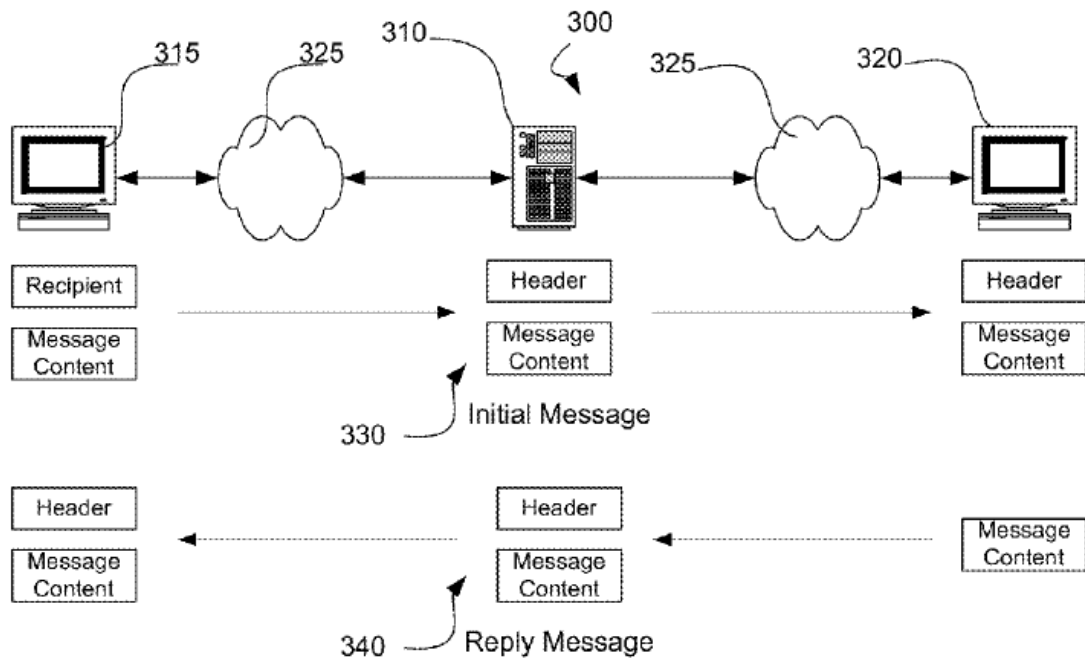 300
310
315
325
325
320
Recipient
Header
Header
Message
Content
Message
Content
Message
Content
Initial Message
330
Header
Header
Message
Content
Message
Content
Message
Content
Reply Message
340